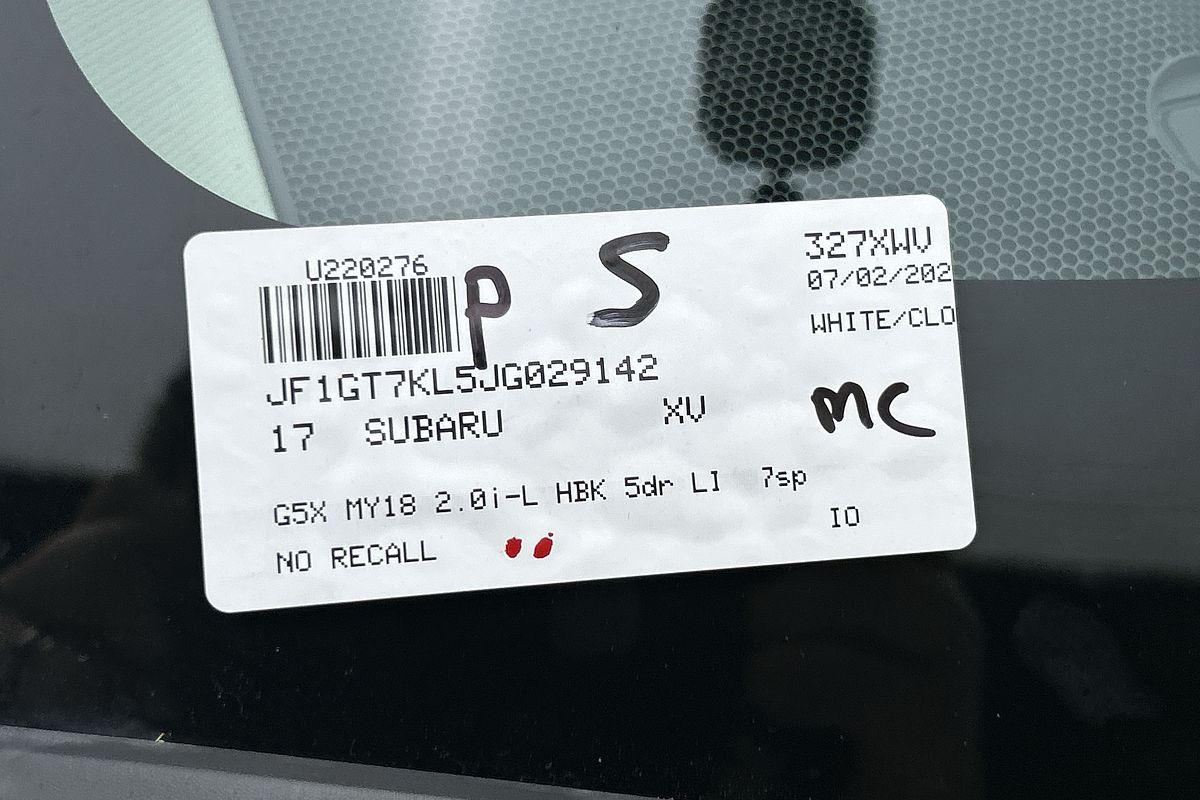 U220276
P S
327XWV
07/02/202
WHITE/CLO
JF1GT7KL5JG029142
17 SUBARU XV
MC
G5X MY18 2.0i-L HBK 5dr LI 7sp
IO
NO RECALL